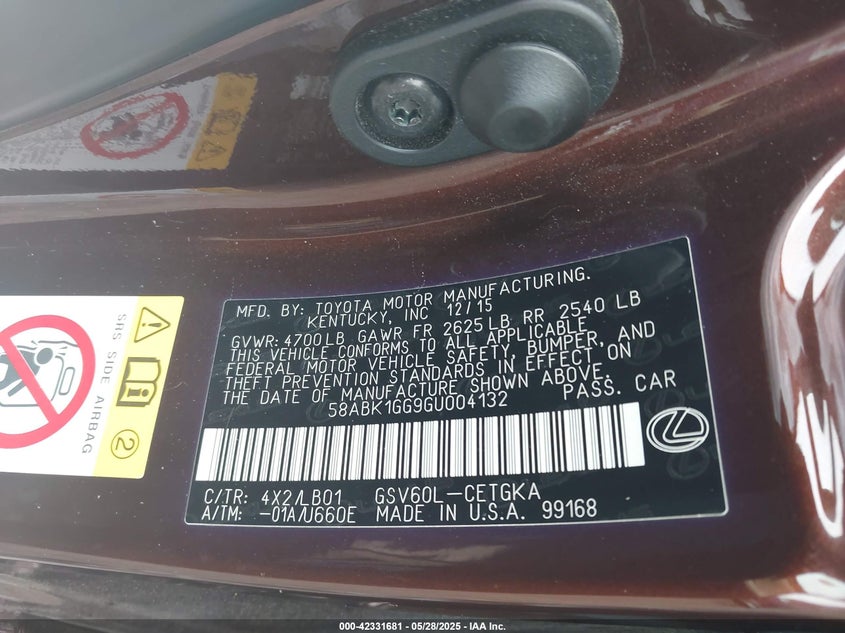 MFD. BY: TOYOTA MOTOR MANUFACTURING.
KENTUCKY, INC 12/15
GVWR: 4700LB GAWR FR 2625LB RR 2540 LB
THIS VEHICLE CONFORMS TO ALL APPLICABLE
FEDERAL MOTOR VEHICLE SAFETY, BUMPER, AND
THEFT PREVENTION STANDARDS IN EFFECT ON
THE DATE OF MANUFACTURE SHOWN ABOVE.
58ABK1GG9GU004132 PASS. CAR
C/TR: 4X2/LB01 GSV60L-CETGKA
A/TM: -01A/U660E MADE IN U.S.A. 99168
SRS SIDE AIRBAG
2
000-42331681 - 05/28/2025 - IAA Inc.